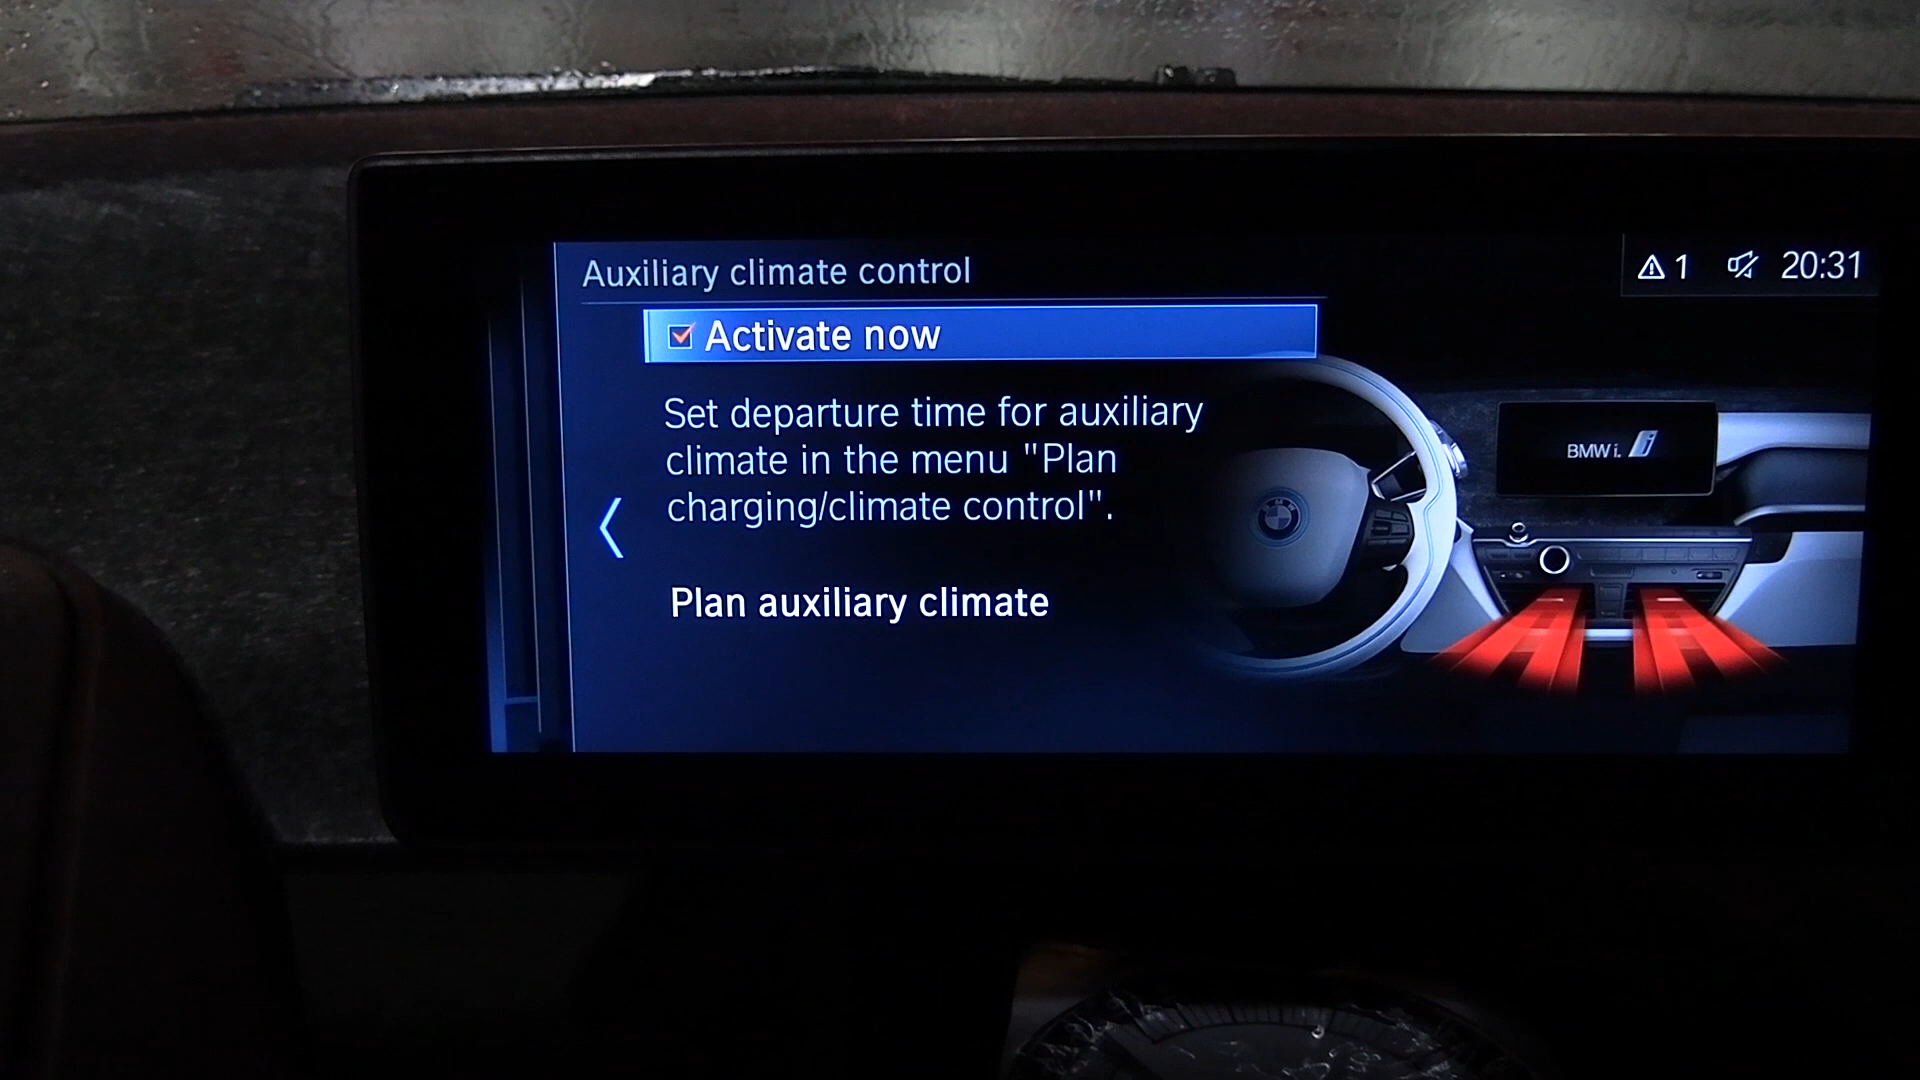 Auxiliary climate control
1 20:31
Activate now
Set departure time for auxiliary
climate in the menu "Plan
charging/climate control".
Plan auxiliary climate
BMW i.